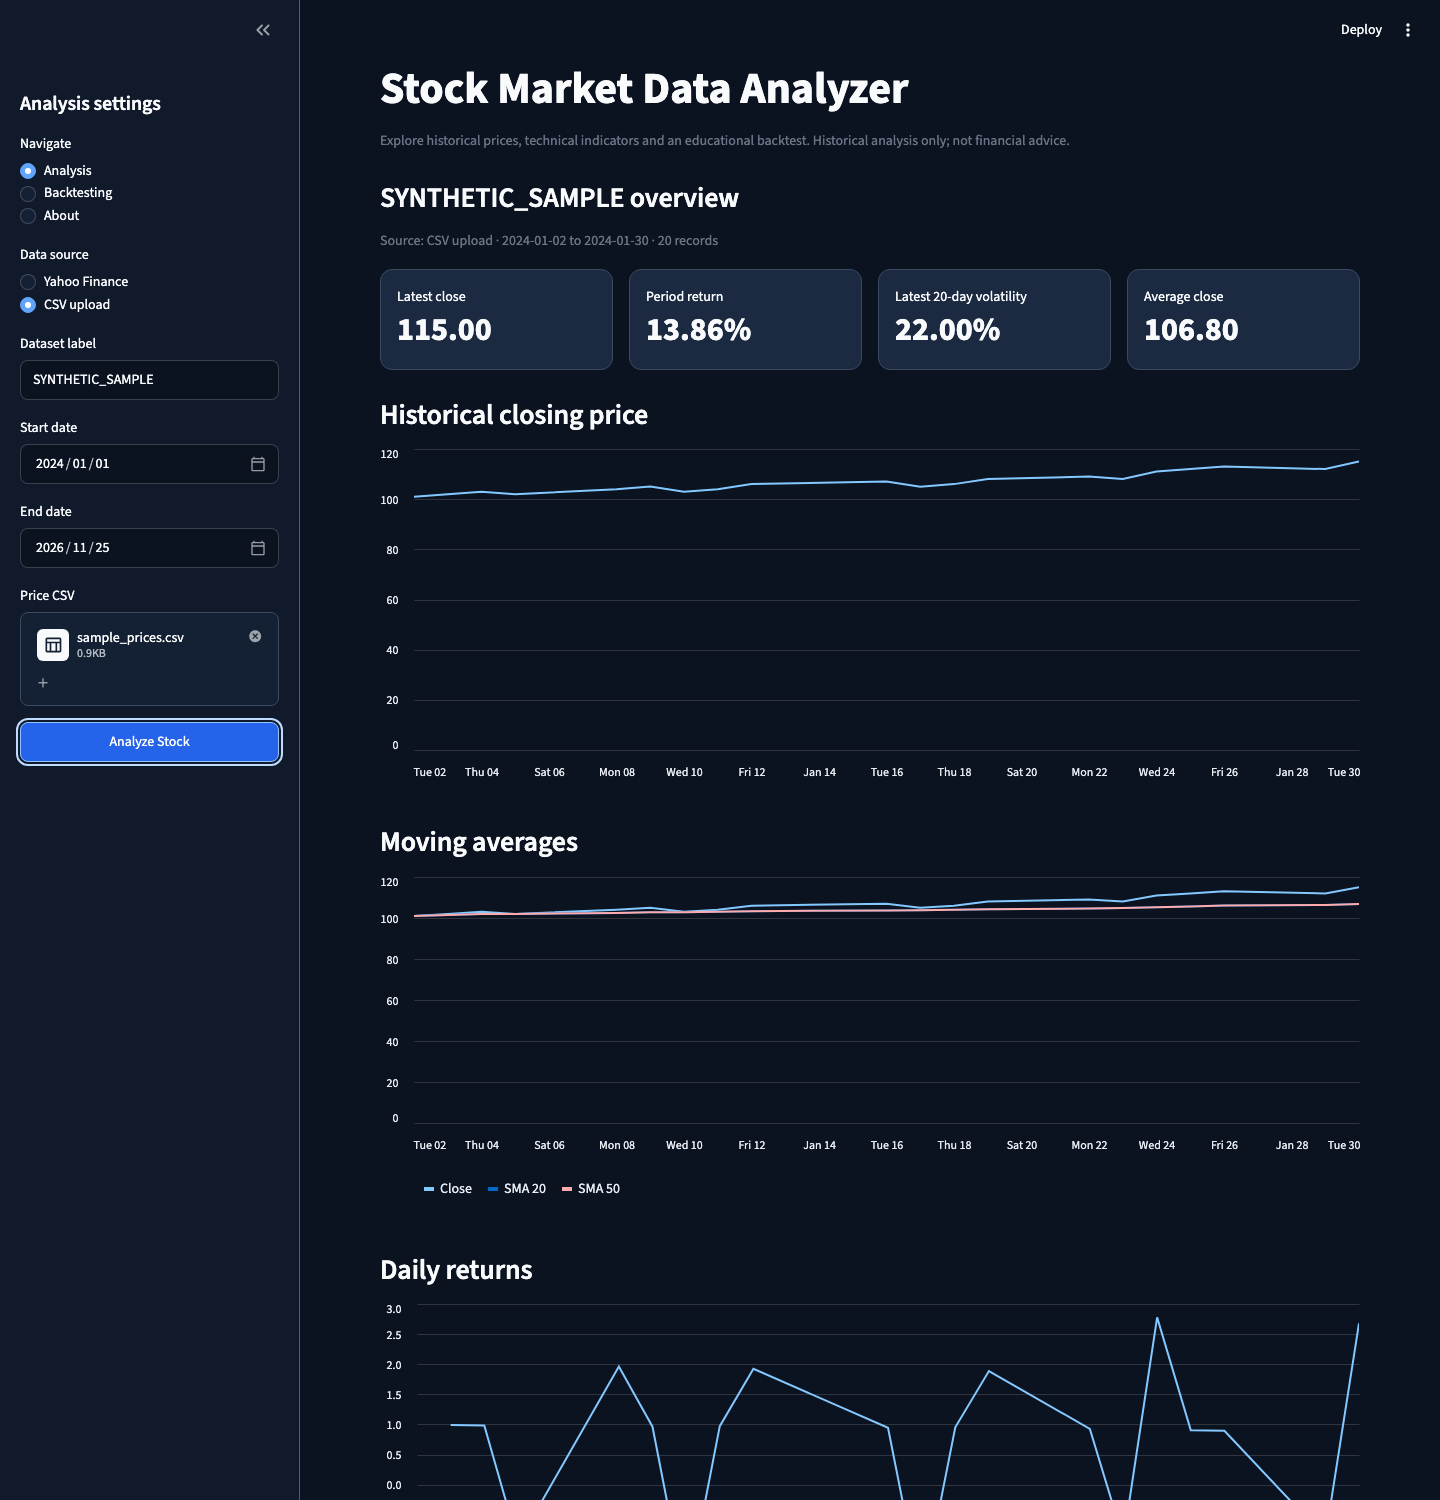 Deploy
Analysis settings
Navigate
Analysis
Backtesting
About
Data source
Yahoo Finance
CSV upload
Dataset label
SYNTHETIC_SAMPLE
Start date
2024/01/01
End date
2026/11/25
Price CSV
sample_prices.csv
0.9KB
+
Analyze Stock
Stock Market Data Analyzer
Explore historical prices, technical indicators and an educational backtest. Historical analysis only; not financial advice.
SYNTHETIC_SAMPLE overview
Source: CSV upload · 2024-01-02 to 2024-01-30 · 20 records
Latest close
115.00
Period return
13.86%
Latest 20-day volatility
22.00%
Average close
106.80
Historical closing price
120
100
80
60
40
20
0
Tue 02 Thu 04 Sat 06 Mon 08 Wed 10 Fri 12 Jan 14 Tue 16 Thu 18 Sat 20 Mon 22 Wed 24 Fri 26 Jan 28 Tue 30
Moving averages
120
100
80
60
40
20
0
Tue 02 Thu 04 Sat 06 Mon 08 Wed 10 Fri 12 Jan 14 Tue 16 Thu 18 Sat 20 Mon 22 Wed 24 Fri 26 Jan 28 Tue 30
Close SMA 20 SMA 50
Daily returns
3.0
2.5
2.0
1.5
1.0
0.5
0.0